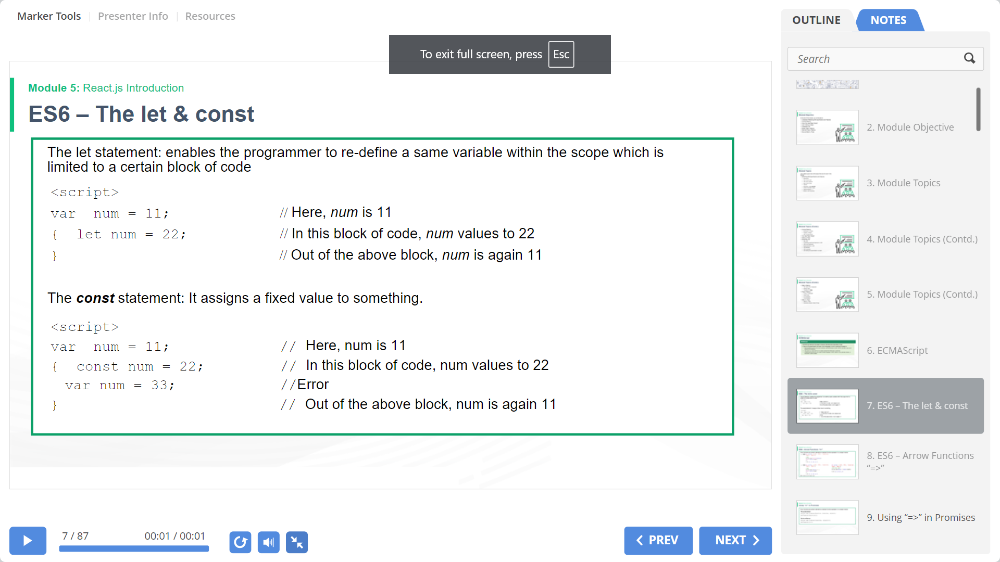 Marker Tools
Presenter Info
Resources
To exit full screen, press Esc
OUTLINE
NOTES
Search
Module 5: React.js Introduction
ES6 – The let & const
The let statement: enables the programmer to re-define a same variable within the scope which is
limited to a certain block of code
<script>
var num = 11; // Here, num is 11
{ let num = 22; // In this block of code, num values to 22
} // Out of the above block, num is again 11
The const statement: It assigns a fixed value to something.
<script>
var num = 11; // Here, num is 11
{ const num = 22; // In this block of code, num values to 22
var num = 33; //Error
} // Out of the above block, num is again 11
2. Module Objective
3. Module Topics
4. Module Topics (Contd.)
5. Module Topics (Contd.)
6. ECMAScript
7. ES6 – The let & const
8. ES6 – Arrow Functions
“=>”
9. Using “=>” in Promises
7 / 87
00:01 / 00:01
PREV
NEXT